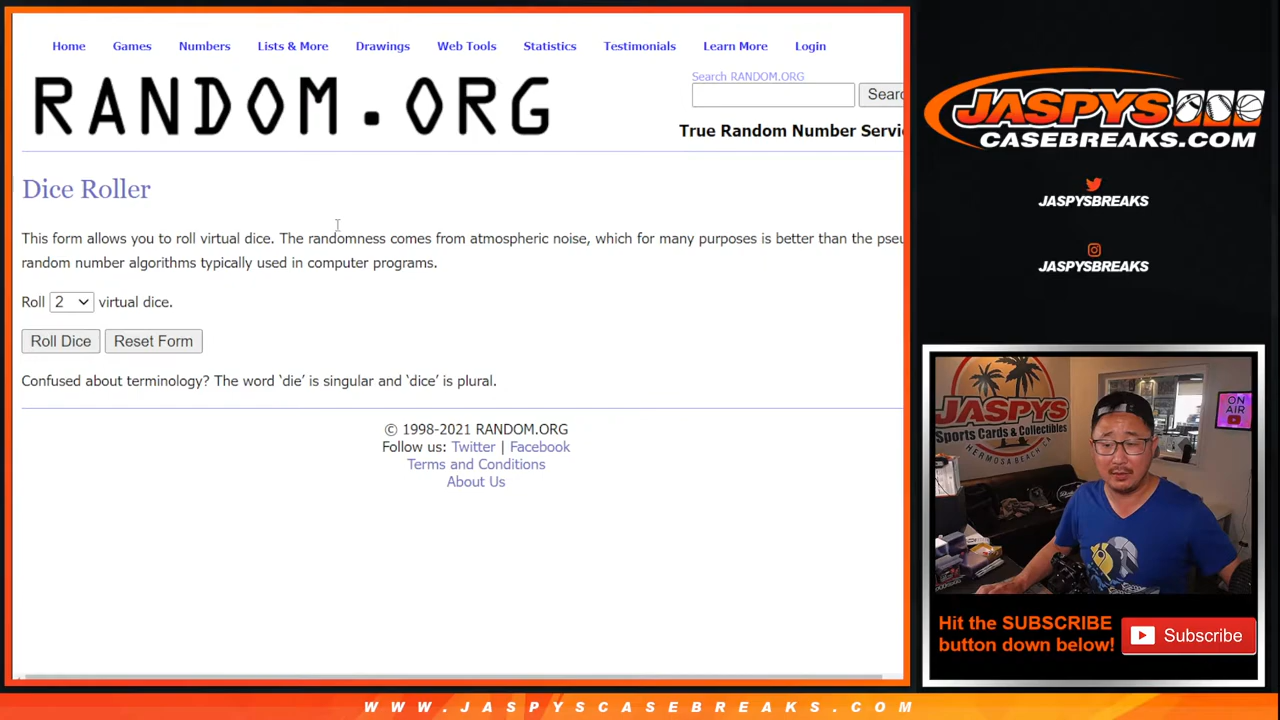 Home Games Numbers Lists & More Drawings Web Tools Statistics Testimonials Learn More Login
RANDOM.ORG
Search RANDOM.ORG
Searc
True Random Number Servi
Dice Roller
This form allows you to roll virtual dice. The randomness comes from atmospheric noise, which for many purposes is better than the pseu
random number algorithms typically used in computer programs.
Roll 2 virtual dice.
Roll Dice Reset Form
Confused about terminology? The word ‘die’ is singular and ‘dice’ is plural.
© 1998-2021 RANDOM.ORG
Follow us: Twitter | Facebook
Terms and Conditions
About Us
JASPYS
CASEBREAKS.COM
JASPYSBREAKS
JASPYSBREAKS
JASPYS
Sports Cards & Collectibles
HERMOSA BEACH CA
ON
AIR
Hit the SUBSCRIBE
button down below!
Subscribe
WWW.JASPYSCASEBREAKS.COM